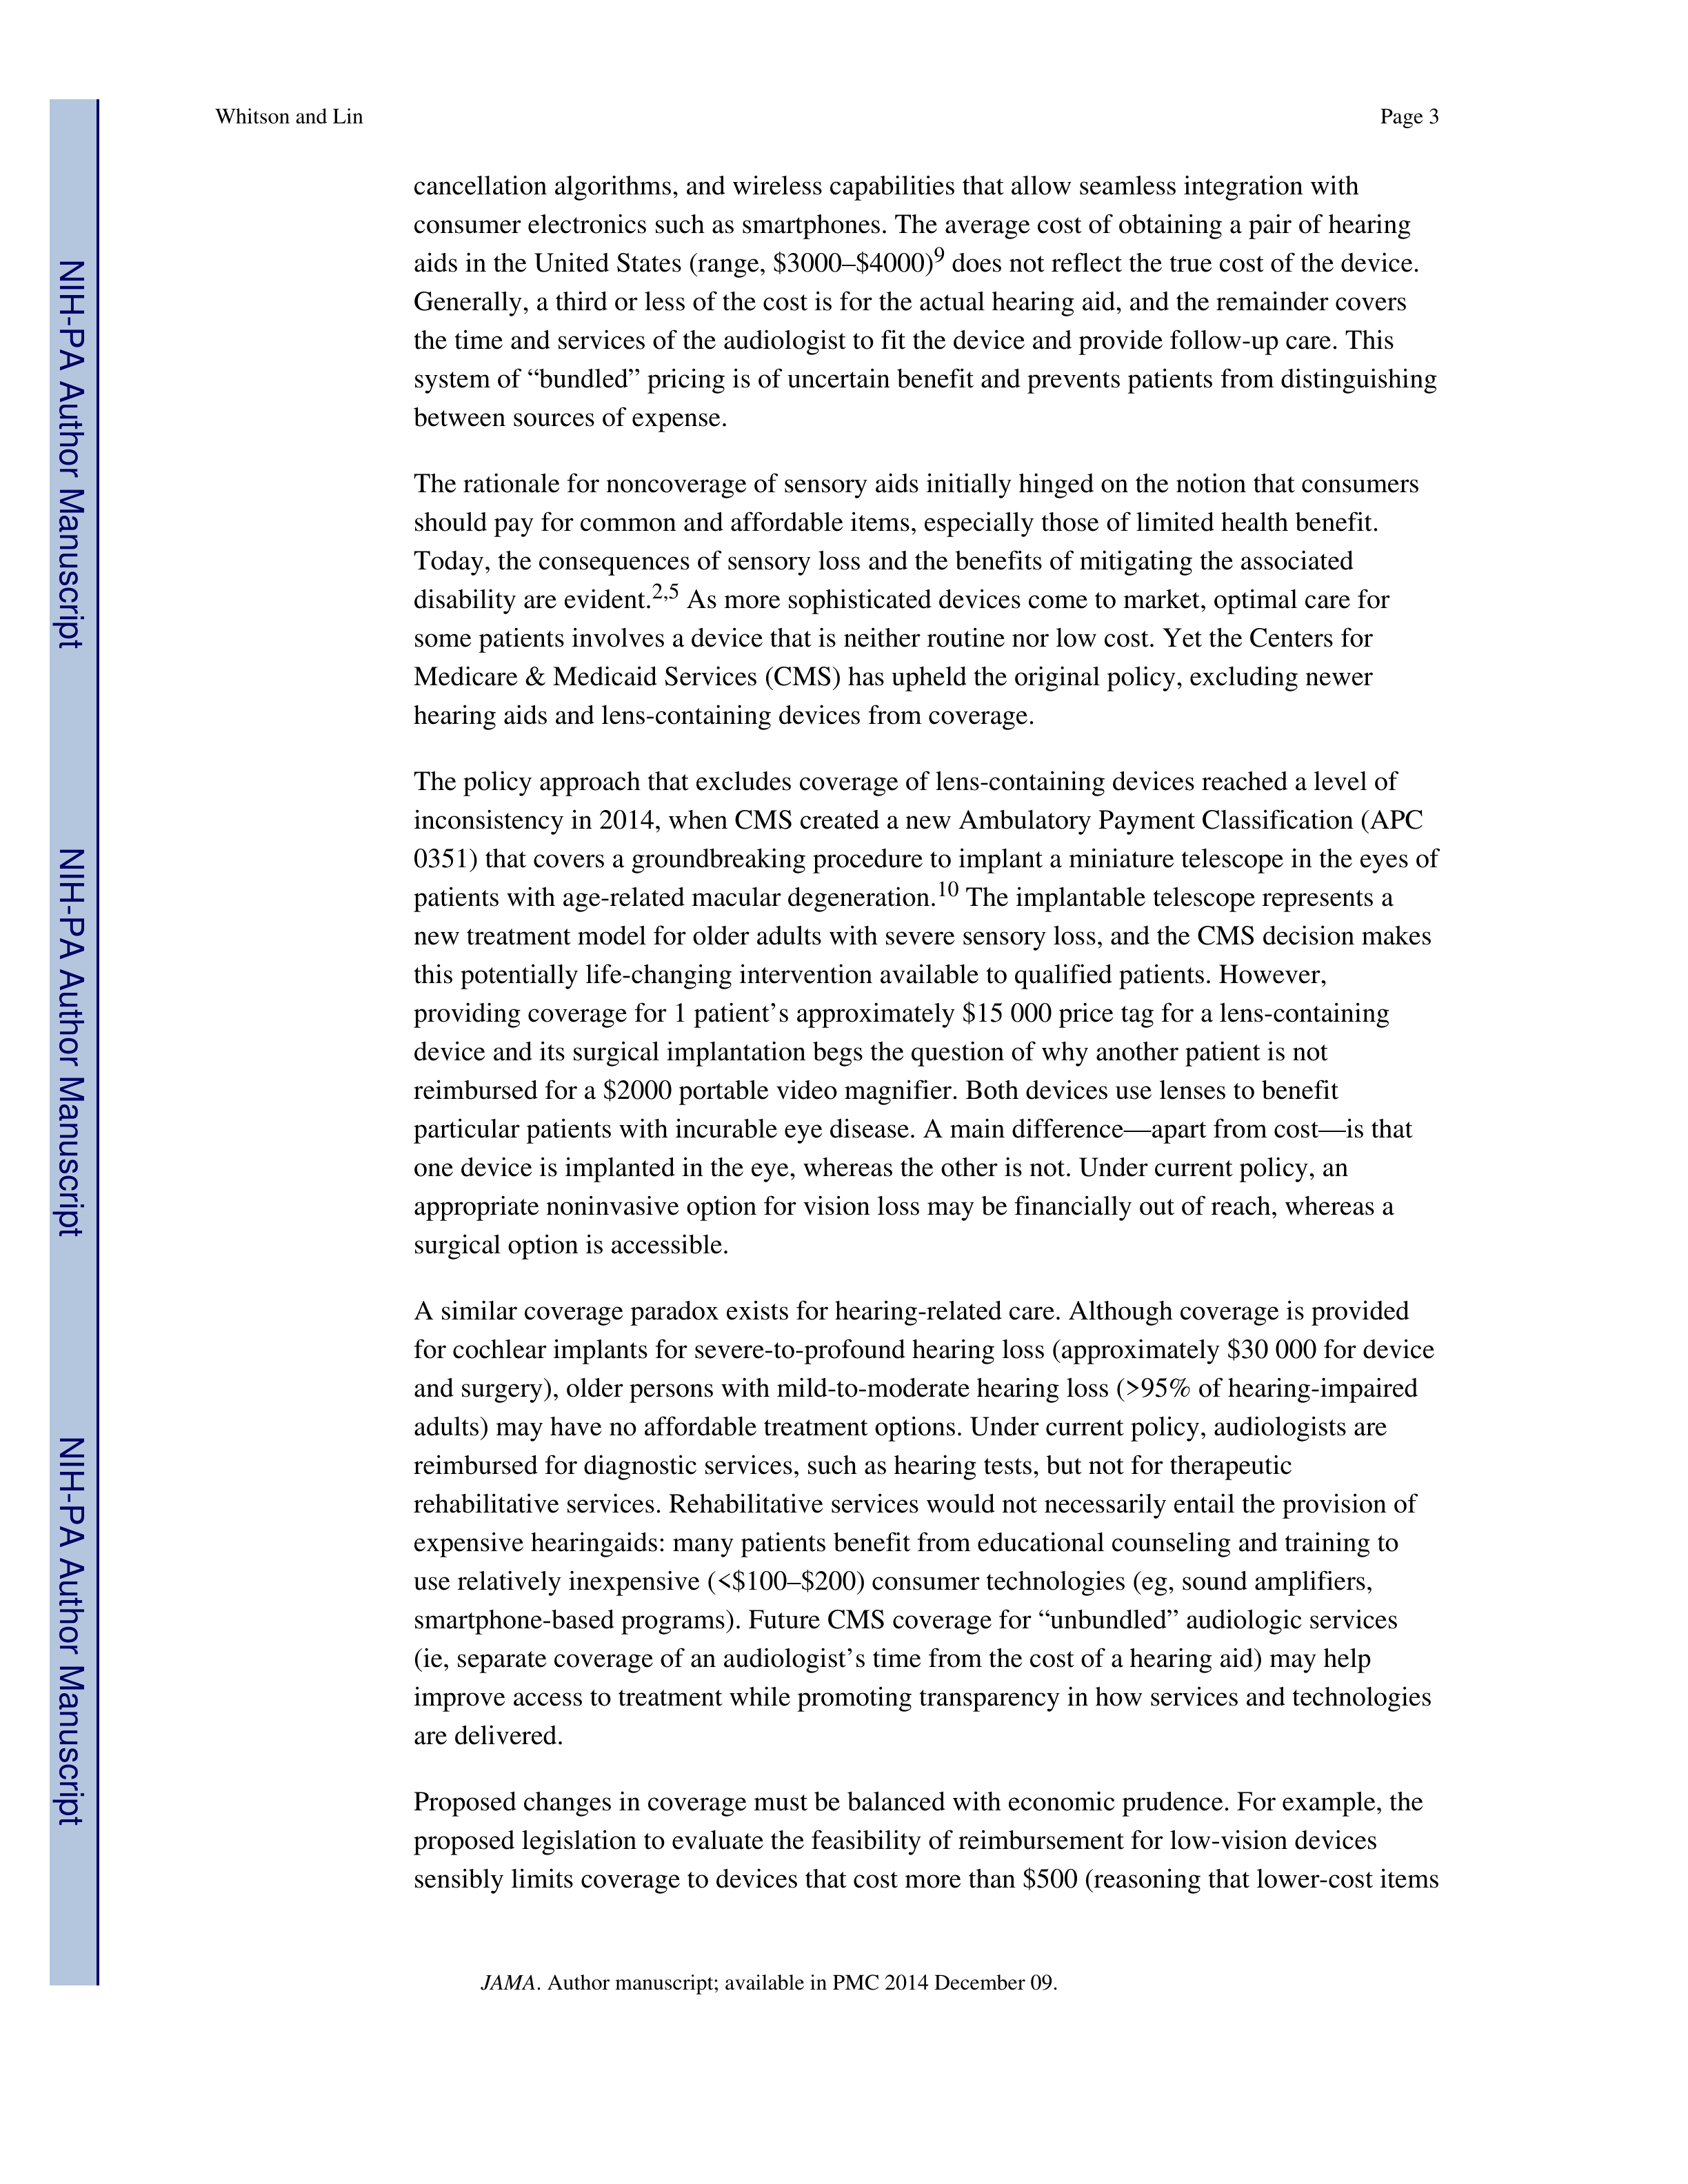 Whitson and Lin
Page 3
cancellation algorithms, and wireless capabilities that allow seamless integration with
consumer electronics such as smartphones. The average cost of obtaining a pair of hearing
aids in the United States (range, $3000–$4000)9 does not reflect the true cost of the device.
Generally, a third or less of the cost is for the actual hearing aid, and the remainder covers
the time and services of the audiologist to fit the device and provide follow-up care. This
system of “bundled” pricing is of uncertain benefit and prevents patients from distinguishing
between sources of expense.
The rationale for noncoverage of sensory aids initially hinged on the notion that consumers
should pay for common and affordable items, especially those of limited health benefit.
Today, the consequences of sensory loss and the benefits of mitigating the associated
disability are evident.2,5 As more sophisticated devices come to market, optimal care for
some patients involves a device that is neither routine nor low cost. Yet the Centers for
Medicare & Medicaid Services (CMS) has upheld the original policy, excluding newer
hearing aids and lens-containing devices from coverage.
The policy approach that excludes coverage of lens-containing devices reached a level of
inconsistency in 2014, when CMS created a new Ambulatory Payment Classification (APC
0351) that covers a groundbreaking procedure to implant a miniature telescope in the eyes of
patients with age-related macular degeneration.10 The implantable telescope represents a
new treatment model for older adults with severe sensory loss, and the CMS decision makes
this potentially life-changing intervention available to qualified patients. However,
providing coverage for 1 patient’s approximately $15 000 price tag for a lens-containing
device and its surgical implantation begs the question of why another patient is not
reimbursed for a $2000 portable video magnifier. Both devices use lenses to benefit
particular patients with incurable eye disease. A main difference—apart from cost—is that
one device is implanted in the eye, whereas the other is not. Under current policy, an
appropriate noninvasive option for vision loss may be financially out of reach, whereas a
surgical option is accessible.
A similar coverage paradox exists for hearing-related care. Although coverage is provided
for cochlear implants for severe-to-profound hearing loss (approximately $30 000 for device
and surgery), older persons with mild-to-moderate hearing loss (>95% of hearing-impaired
adults) may have no affordable treatment options. Under current policy, audiologists are
reimbursed for diagnostic services, such as hearing tests, but not for therapeutic
rehabilitative services. Rehabilitative services would not necessarily entail the provision of
expensive hearingaids: many patients benefit from educational counseling and training to
use relatively inexpensive (<$100–$200) consumer technologies (eg, sound amplifiers,
smartphone-based programs). Future CMS coverage for “unbundled” audiologic services
(ie, separate coverage of an audiologist’s time from the cost of a hearing aid) may help
improve access to treatment while promoting transparency in how services and technologies
are delivered.
Proposed changes in coverage must be balanced with economic prudence. For example, the
proposed legislation to evaluate the feasibility of reimbursement for low-vision devices
sensibly limits coverage to devices that cost more than $500 (reasoning that lower-cost items
JAMA. Author manuscript; available in PMC 2014 December 09.
NIH-PA Author Manuscript
NIH-PA Author Manuscript
NIH-PA Author Manuscript